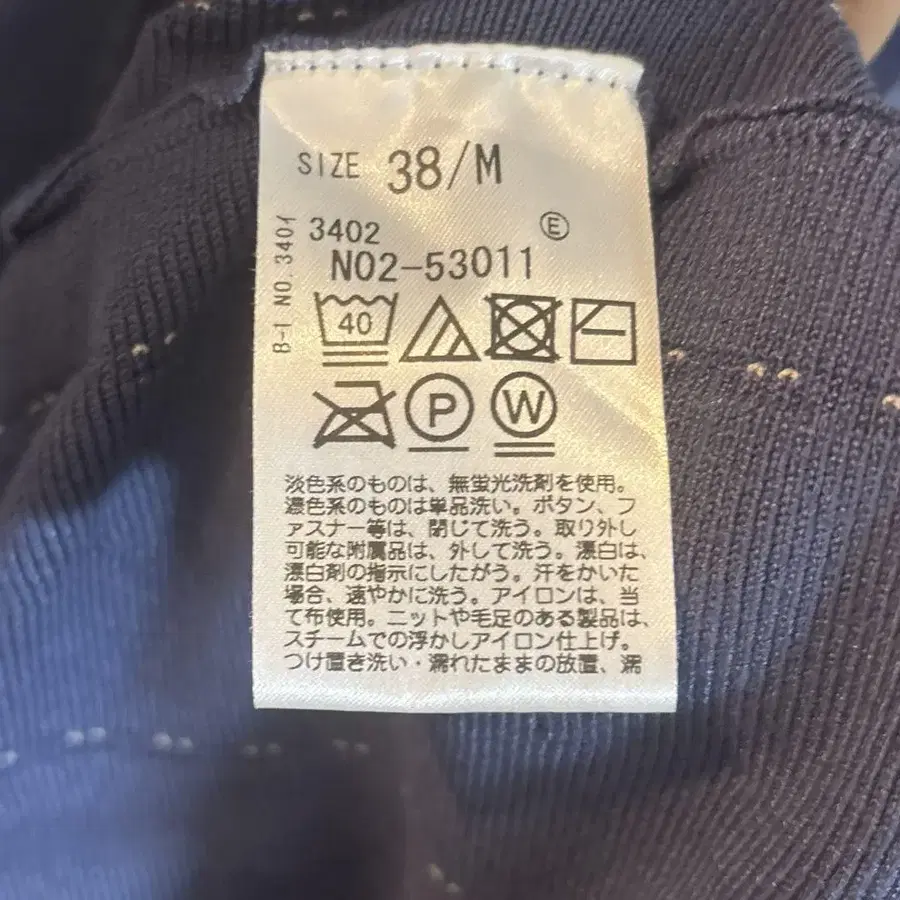 SIZE 38/M
B-I NO.3401
3402 Ⓔ
N02-53011
40
P W
淡色系のものは、無蛍光洗剤を使用。
濃色系のものは単品洗い。ボタン、フ
ァスナー等は、閉じて洗う。取り外し
可能な附属品は、外して洗う。漂白は、
漂白剤の指示にしたがう。汗をかいた
場合、速やかに洗う。アイロンは、当
て布使用。ニットや毛足のある製品は、
スチームでの浮かしアイロン仕上げ。
つけ置き洗い・濡れたままの放置、濡